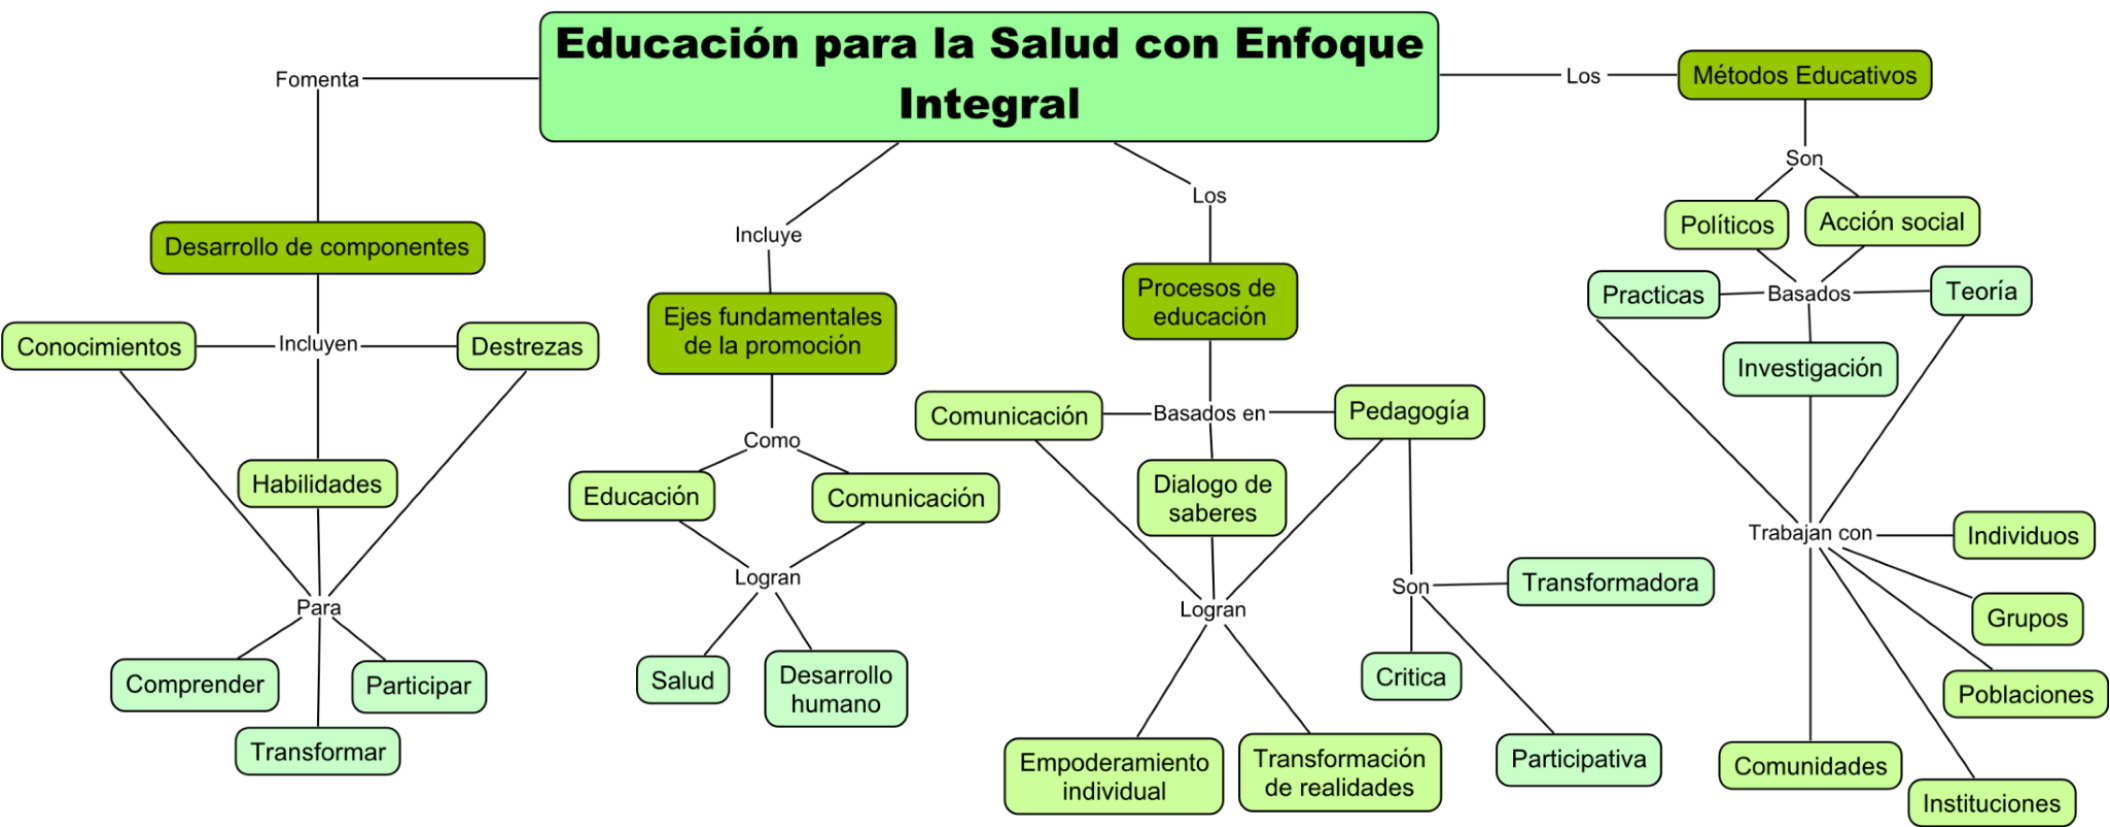 Educación para la Salud con Enfoque
Integral
Fomenta
Desarrollo de componentes
Incluyen
Conocimientos
Destrezas
Habilidades
Para
Comprender
Participar
Transformar
Incluye
Ejes fundamentales
de la promoción
Como
Educación
Comunicación
Logran
Salud
Desarrollo
humano
Los
Procesos de
educación
Basados en
Comunicación
Pedagogía
Dialogo de
saberes
Logran
Empoderamiento
individual
Transformación
de realidades
Son
Transformadora
Critica
Participativa
Los
Métodos Educativos
Son
Políticos
Acción social
Basados
Practicas
Teoría
Investigación
Trabajan con
Individuos
Grupos
Poblaciones
Comunidades
Instituciones